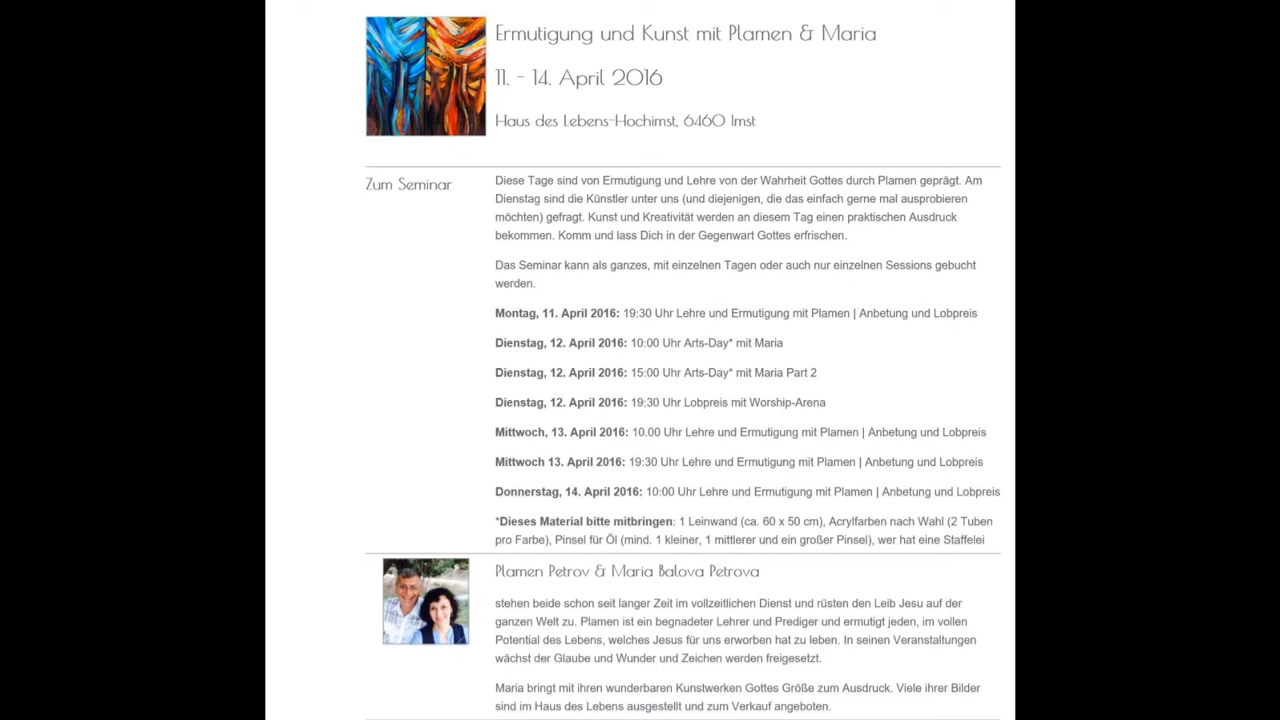 Ermutigung und Kunst mit Plamen & Maria
11. - 14. April 2016
Haus des Lebens-Hochimst, 6460 Imst
Zum Seminar
Diese Tage sind von Ermutigung und Lehre von der Wahrheit Gottes durch Plamen geprägt. Am
Dienstag sind die Künstler unter uns (und diejenigen, die das einfach gerne mal ausprobieren
möchten) gefragt. Kunst und Kreativität werden an diesem Tag einen praktischen Ausdruck
bekommen. Komm und lass Dich in der Gegenwart Gottes erfrischen.
Das Seminar kann als ganzes, mit einzelnen Tagen oder auch nur einzelnen Sessions gebucht
werden.
Montag, 11. April 2016: 19:30 Uhr Lehre und Ermutigung mit Plamen | Anbetung und Lobpreis
Dienstag, 12. April 2016: 10:00 Uhr Arts-Day* mit Maria
Dienstag, 12. April 2016: 15:00 Uhr Arts-Day* mit Maria Part 2
Dienstag, 12. April 2016: 19:30 Uhr Lobpreis mit Worship-Arena
Mittwoch, 13. April 2016: 10.00 Uhr Lehre und Ermutigung mit Plamen | Anbetung und Lobpreis
Mittwoch 13. April 2016: 19:30 Uhr Lehre und Ermutigung mit Plamen | Anbetung und Lobpreis
Donnerstag, 14. April 2016: 10:00 Uhr Lehre und Ermutigung mit Plamen | Anbetung und Lobpreis
*Dieses Material bitte mitbringen: 1 Leinwand (ca. 60 x 50 cm), Acrylfarben nach Wahl (2 Tuben
pro Farbe), Pinsel für Öl (mind. 1 kleiner, 1 mittlerer und ein großer Pinsel), wer hat eine Staffelei
Plamen Petrov & Maria Balova Petrova
stehen beide schon seit langer Zeit im vollzeitlichen Dienst und rüsten den Leib Jesu auf der
ganzen Welt zu. Plamen ist ein begnadeter Lehrer und Prediger und ermutigt jeden, im vollen
Potential des Lebens, welches Jesus für uns erworben hat zu leben. In seinen Veranstaltungen
wächst der Glaube und Wunder und Zeichen werden freigesetzt.
Maria bringt mit ihren wunderbaren Kunstwerken Gottes Größe zum Ausdruck. Viele ihrer Bilder
sind im Haus des Lebens ausgestellt und zum Verkauf angeboten.